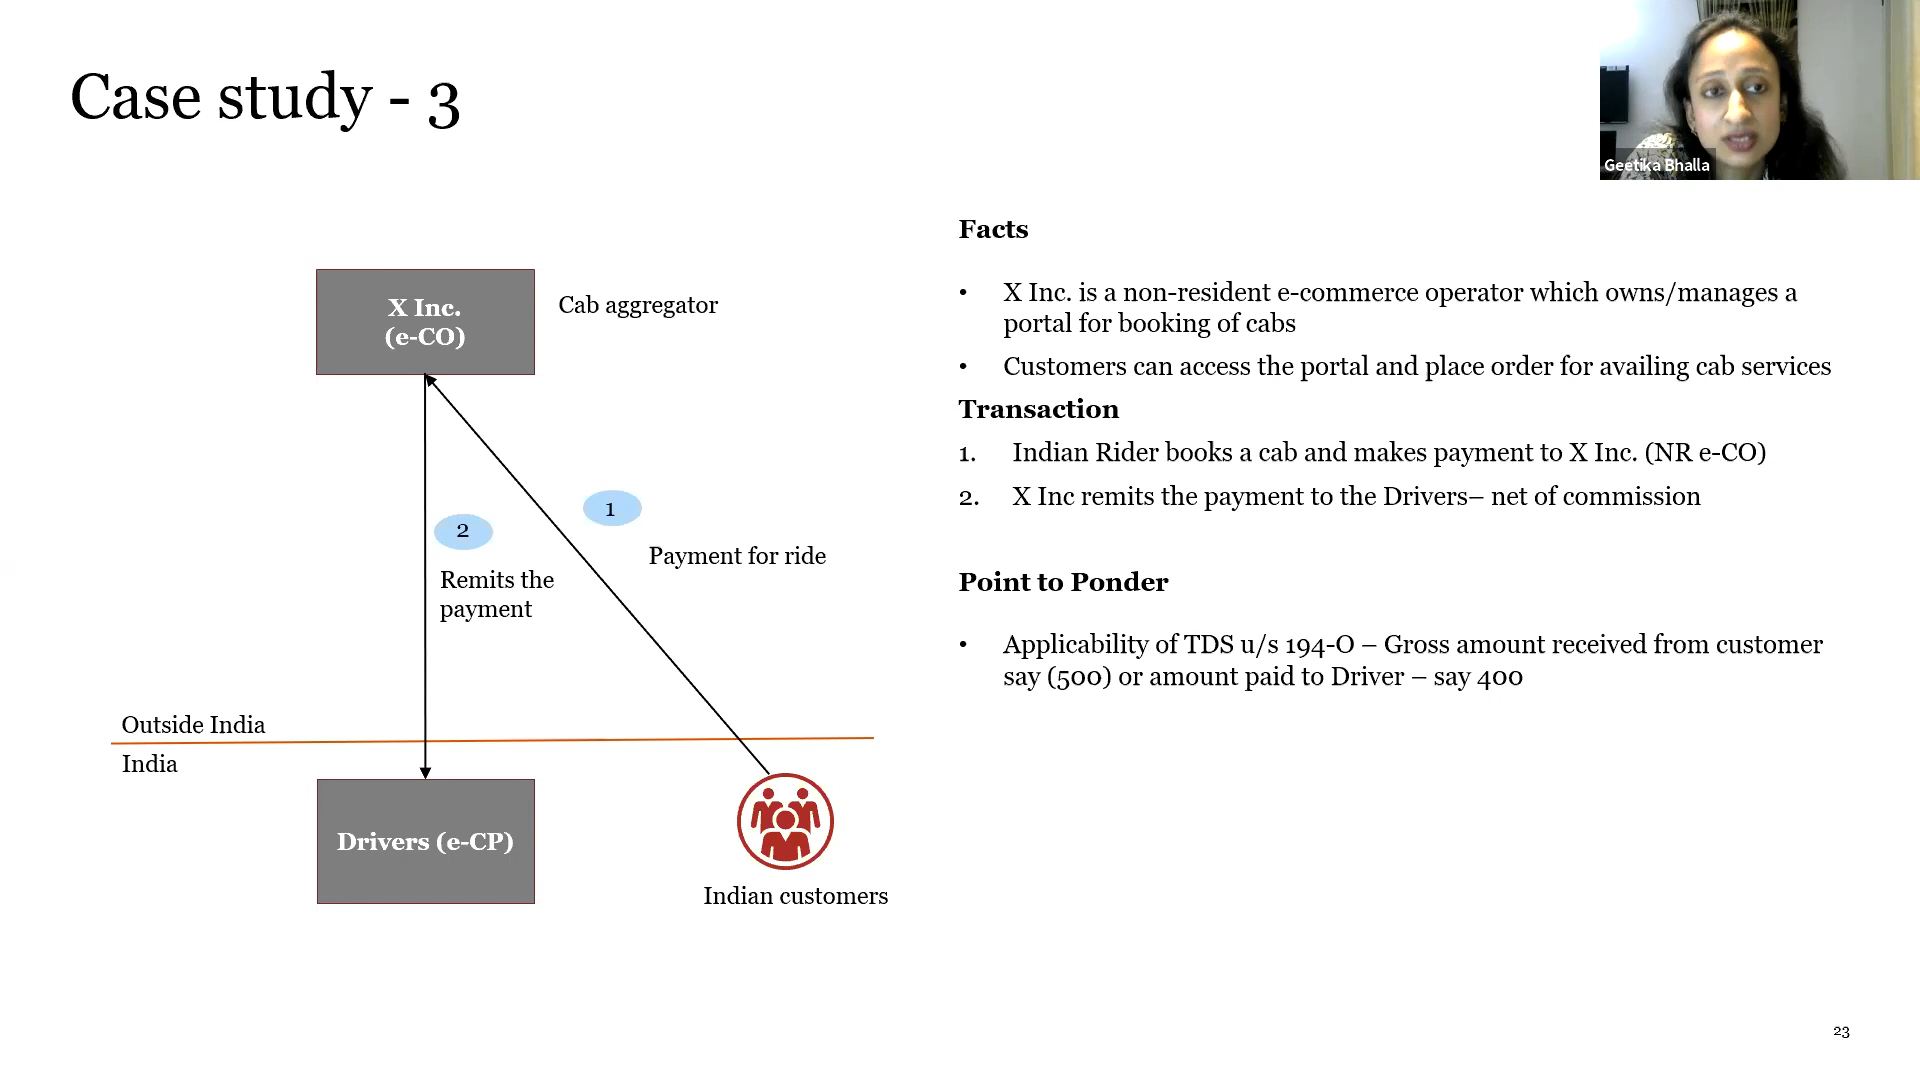 Case study - 3
Geetika Bhalla
X Inc.
(e-CO)
Cab aggregator
1
2
Payment for ride
Remits the
payment
Outside India
India
Drivers (e-CP)
Indian customers
Facts
• X Inc. is a non-resident e-commerce operator which owns/manages a
portal for booking of cabs
• Customers can access the portal and place order for availing cab services
Transaction
1. Indian Rider books a cab and makes payment to X Inc. (NR e-CO)
2. X Inc remits the payment to the Drivers– net of commission
Point to Ponder
• Applicability of TDS u/s 194-O – Gross amount received from customer
say (500) or amount paid to Driver – say 400
23